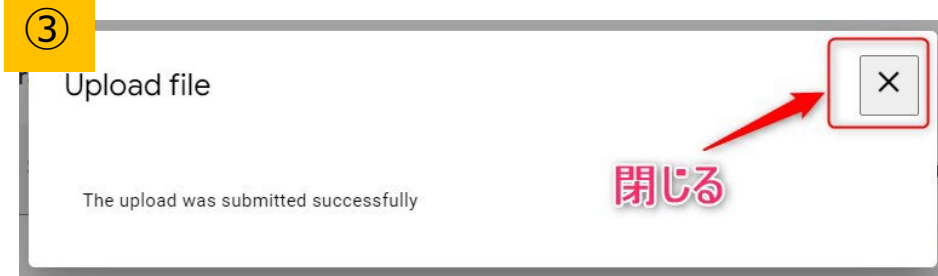 ③
Upload file
×
閉じる
The upload was submitted successfully